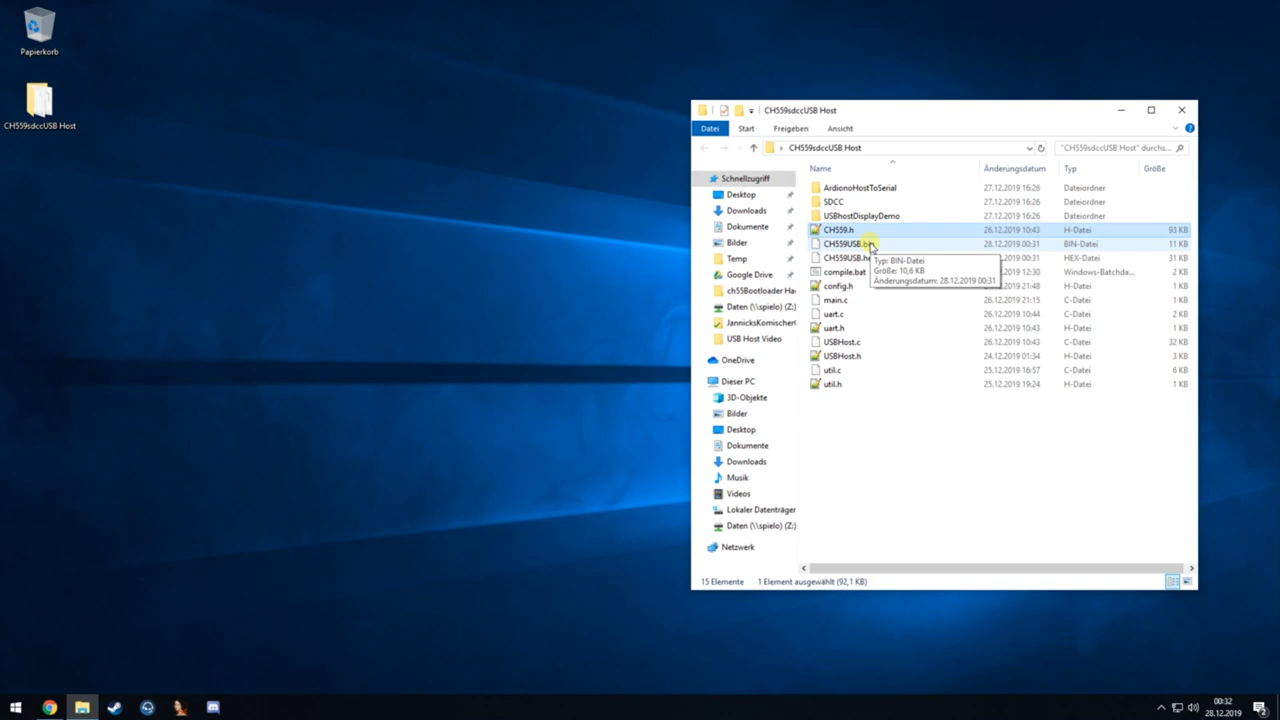 Papierkorb
CH559sdccUSB Host
CH559sdccUSB Host
Datei Start Freigeben Ansicht
CH559sdccUSB Host "CH559sdccUSB Host" durchs...
Name Änderungsdatum Typ Größe
Schnellzugriff
Desktop
Downloads
Dokumente
Bilder
Temp
Google Drive
ch55Bootloader Ha
Daten (\\spielo) (Z:)
JannicksKomischer
USB Host Video
OneDrive
Dieser PC
3D-Objekte
Bilder
Desktop
Dokumente
Downloads
Musik
Videos
Lokaler Datenträger
Daten (\\spielo) (Z:)
Netzwerk
ArdionoHostToSerial 27.12.2019 16:26 Dateiordner
SDCC 27.12.2019 16:26 Dateiordner
USBhostDisplayDemo 27.12.2019 16:26 Dateiordner
CH559.h 26.12.2019 10:43 H-Datei 93 KB
CH559USB.bin 28.12.2019 00:31 BIN-Datei 11 KB
CH559USB.he 28.12.2019 00:31 HEX-Datei 31 KB
compile.bat 12:30 Windows-Batchda...
config.h 21:48 H-Datei 1 KB
main.c 26.12.2019 21:15 C-Datei 2 KB
uart.c 26.12.2019 10:44 C-Datei 2 KB
uart.h 26.12.2019 10:43 H-Datei 1 KB
USBHost.c 26.12.2019 10:43 C-Datei 32 KB
USBHost.h 24.12.2019 01:34 H-Datei 3 KB
util.c 25.12.2019 16:57 C-Datei 6 KB
util.h 25.12.2019 19:24 H-Datei 1 KB
Typ: BIN-Datei
Größe: 10,6 KB
Änderungsdatum: 28.12.2019 00:31
15 Elemente 1 Element ausgewählt (92,1 KB)
00:32
28.12.2019
2